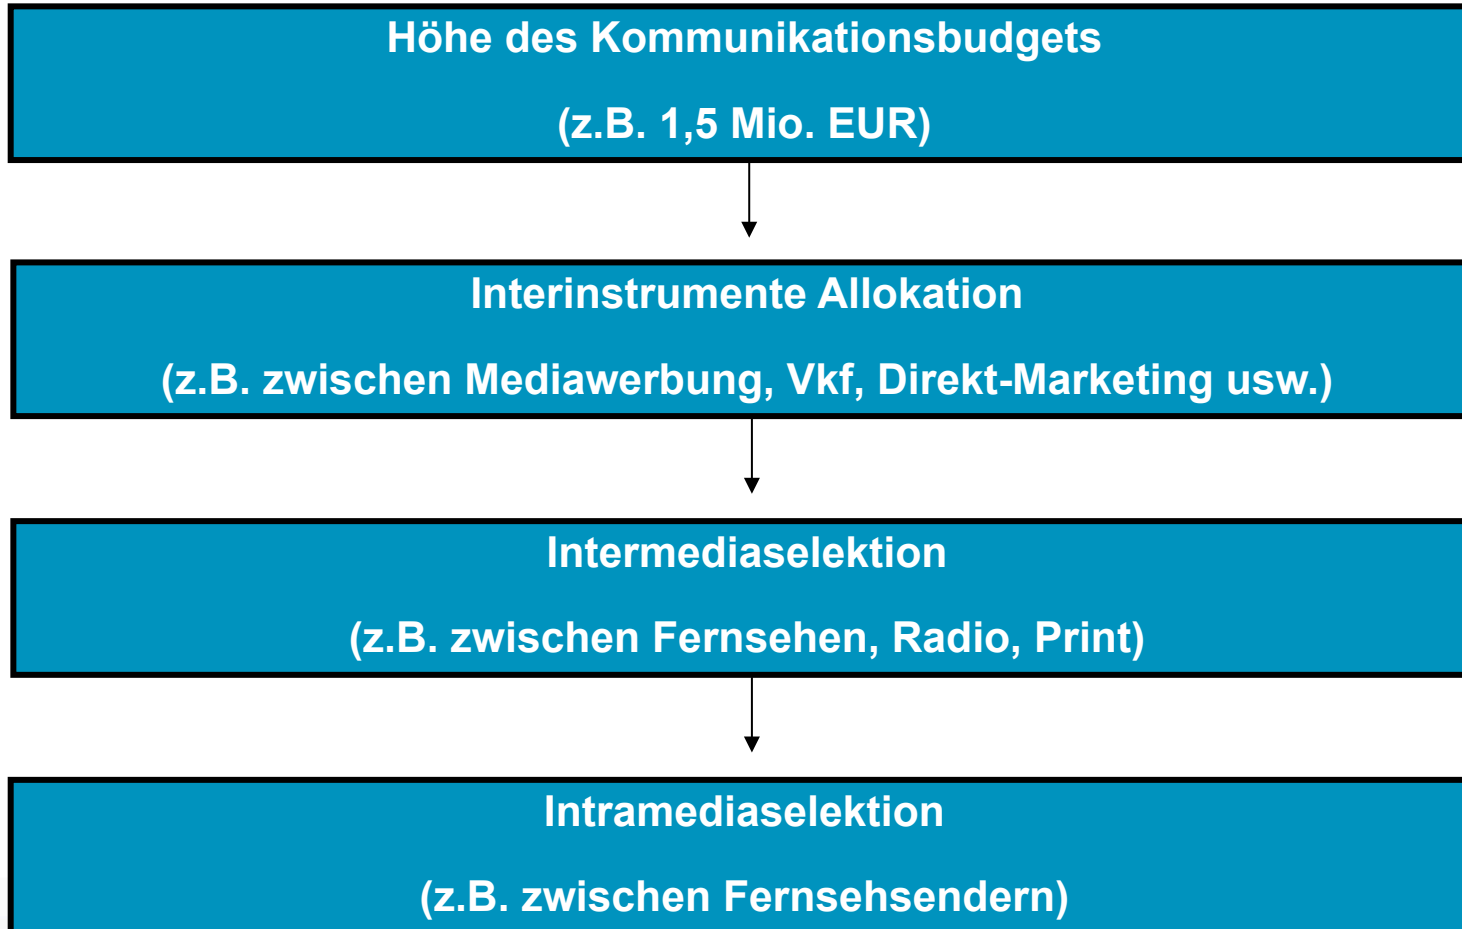 Höhe des Kommunikationsbudgets
(z.B. 1,5 Mio. EUR)
Interinstrumente Allokation
(z.B. zwischen Mediawerbung, Vkf, Direkt-Marketing usw.)
Intermediaselektion
(z.B. zwischen Fernsehen, Radio, Print)
Intramediaselektion
(z.B. zwischen Fernsehsendern)